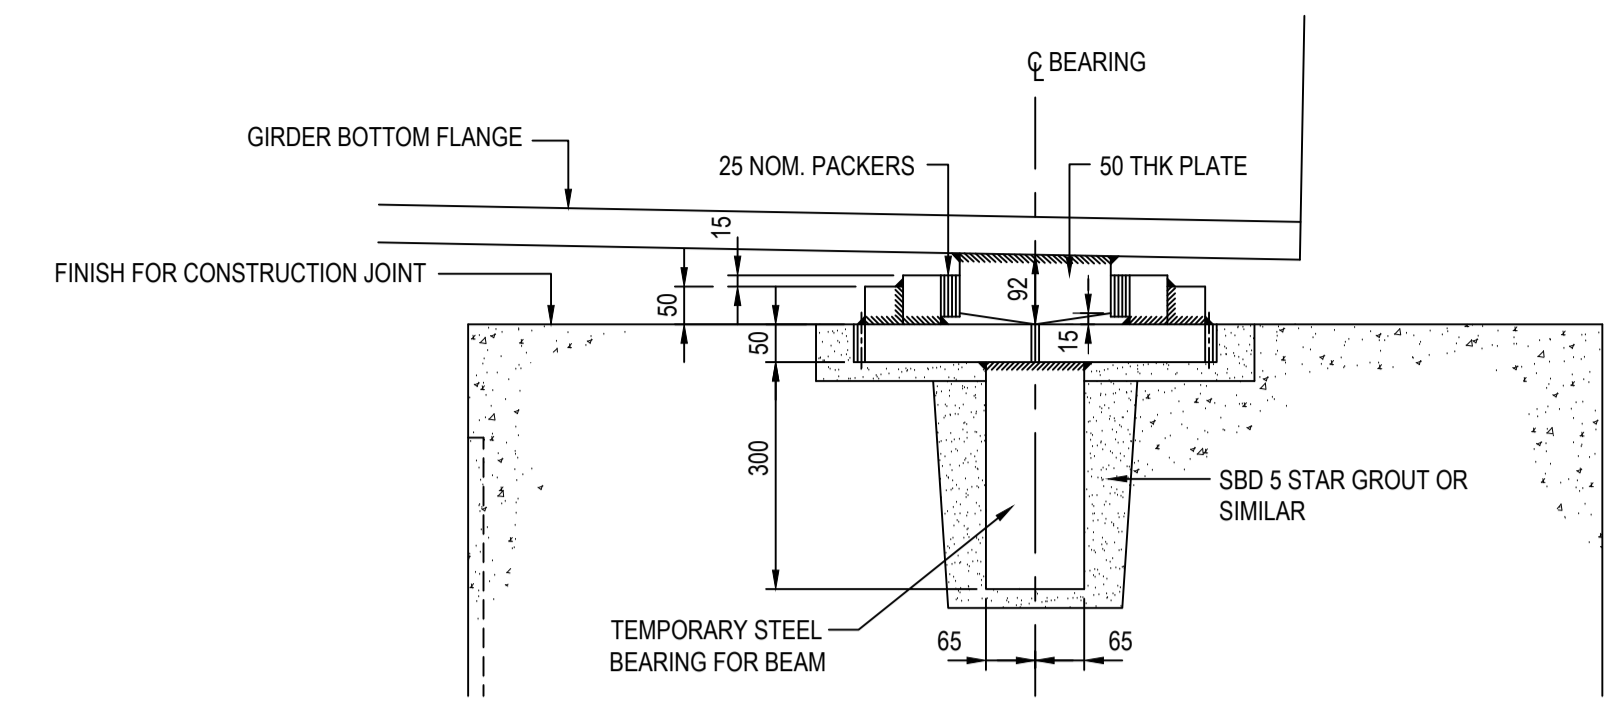 ℄ BEARING
GIRDER BOTTOM FLANGE
25 NOM. PACKERS
50 THK PLATE
15
FINISH FOR CONSTRUCTION JOINT
50
92
50
15
300
SBD 5 STAR GROUT OR
SIMILAR
TEMPORARY STEEL
BEARING FOR BEAM
65
65